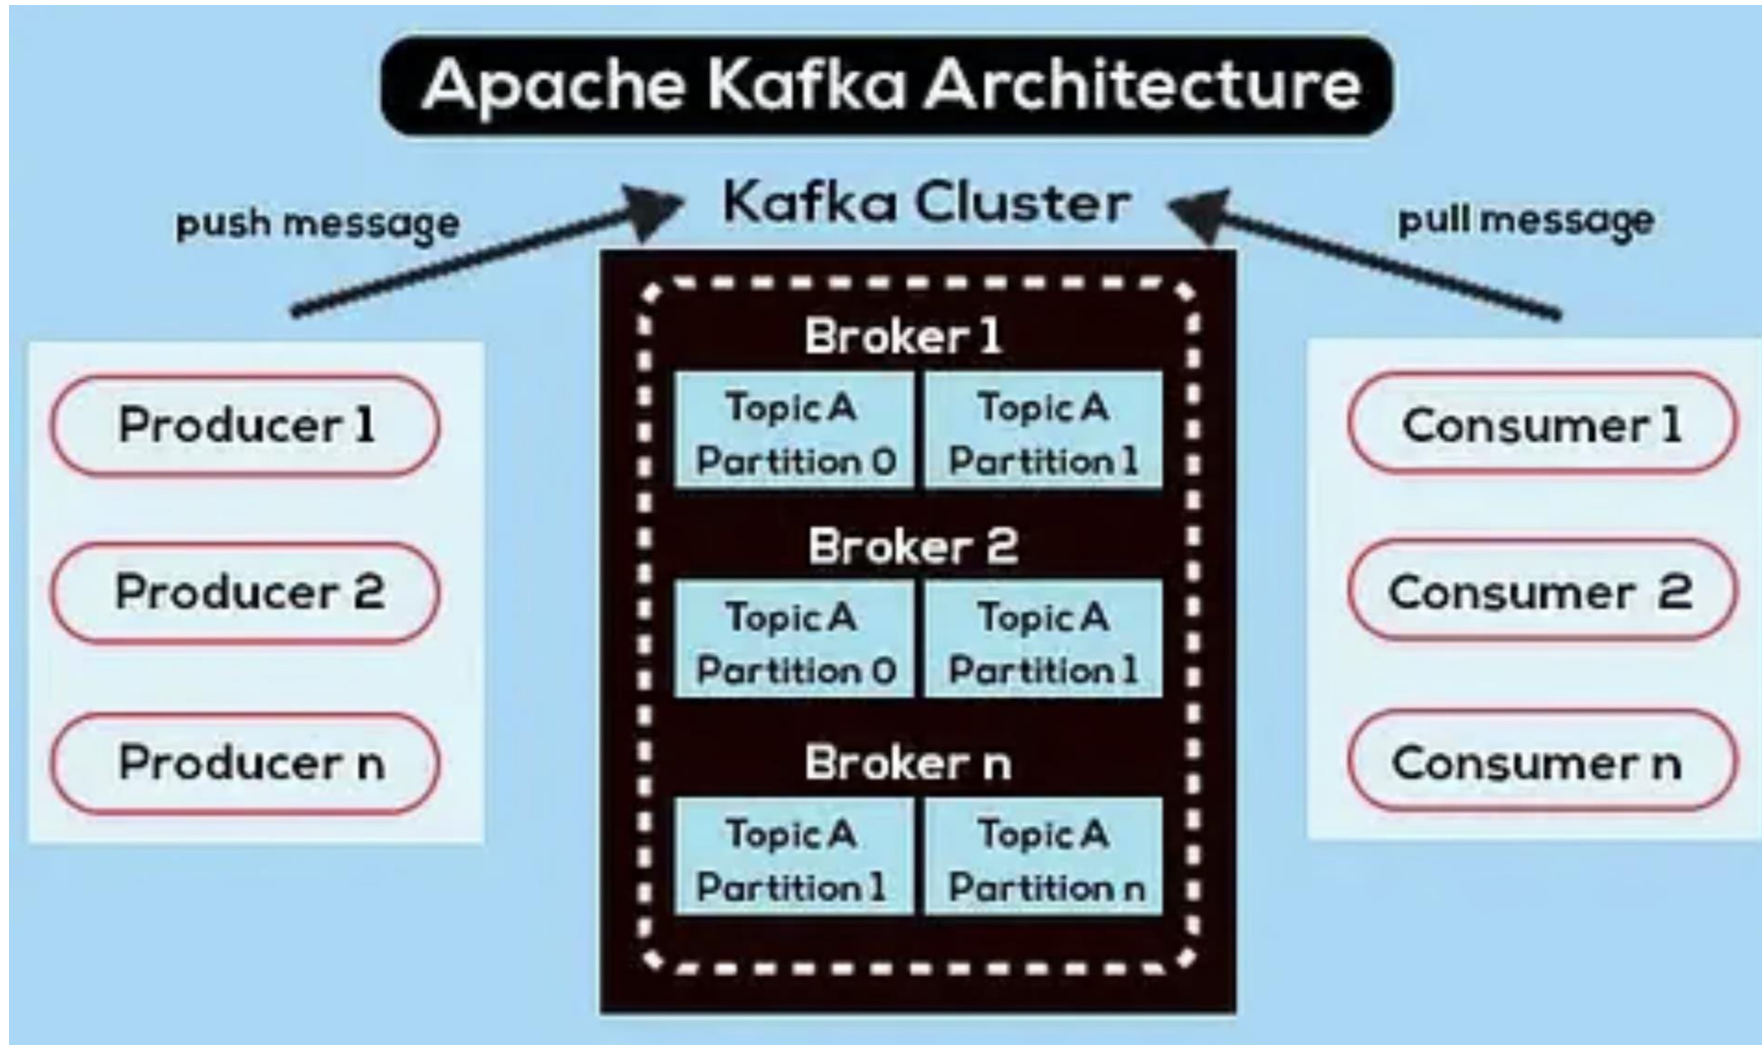 Apache Kafka Architecture
Kafka Cluster
push message
pull message
Producer 1
Producer 2
Producer n
Broker 1
Topic A
Partition 0
Topic A
Partition 1
Broker 2
Topic A
Partition 0
Topic A
Partition 1
Broker n
Topic A
Partition 1
Topic A
Partition n
Consumer 1
Consumer 2
Consumer n